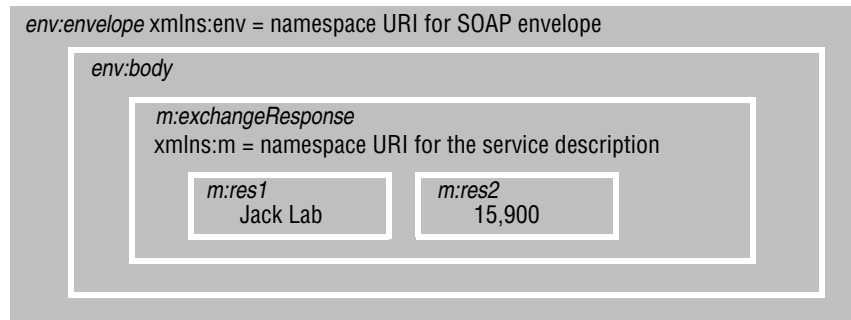 env:envelope xmlns:env = namespace URI for SOAP envelope
env:body
m:exchangeResponse
xmlns:m = namespace URI for the service description
m:res1
Jack Lab
m:res2
15,900